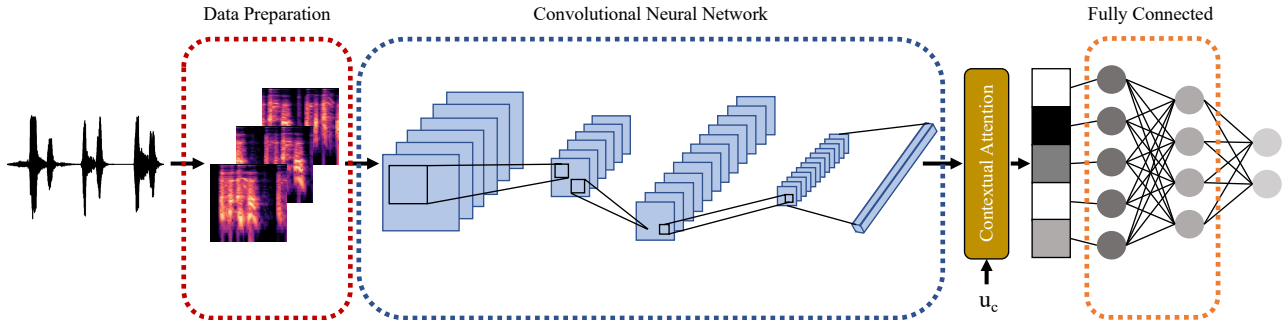 Data Preparation
Convolutional Neural Network
Fully Connected
Contextual Attention
u_c